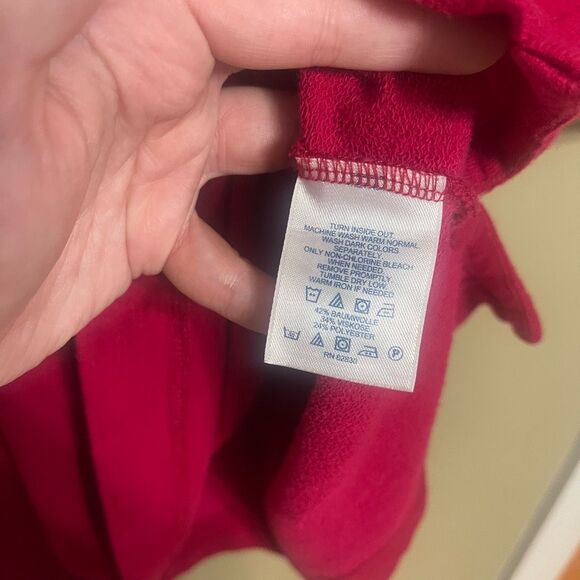 TURN INSIDE OUT.
MACHINE WASH WARM NORMAL.
WASH DARK COLORS
SEPARATELY.
ONLY NON-CHLORINE BLEACH
WHEN NEEDED.
REMOVE PROMPTLY.
TUMBLE DRY LOW.
WARM IRON IF NEEDED.
42% BAUMWOLLE
34% VISKOSE
24% POLYESTER
P
RN 62830